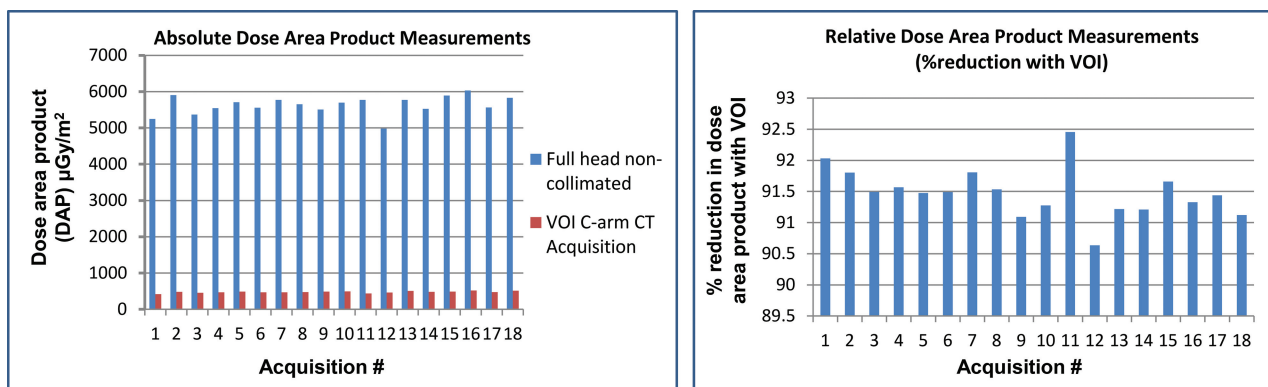 Absolute Dose Area Product Measurements
7000
6000
5000
4000
3000
2000
1000
0
Dose area product
(DAP) µGy/m²
1 2 3 4 5 6 7 8 9 10 11 12 13 14 15 16 17 18
Acquisition #
Full head non-
collimated
VOI C-arm CT
Acquisition
Relative Dose Area Product Measurements
(%reduction with VOI)
93
92.5
92
91.5
91
90.5
90
89.5
% reduction in dose
area product with VOI
1 2 3 4 5 6 7 8 9 10 11 12 13 14 15 16 17 18
Acquisition #